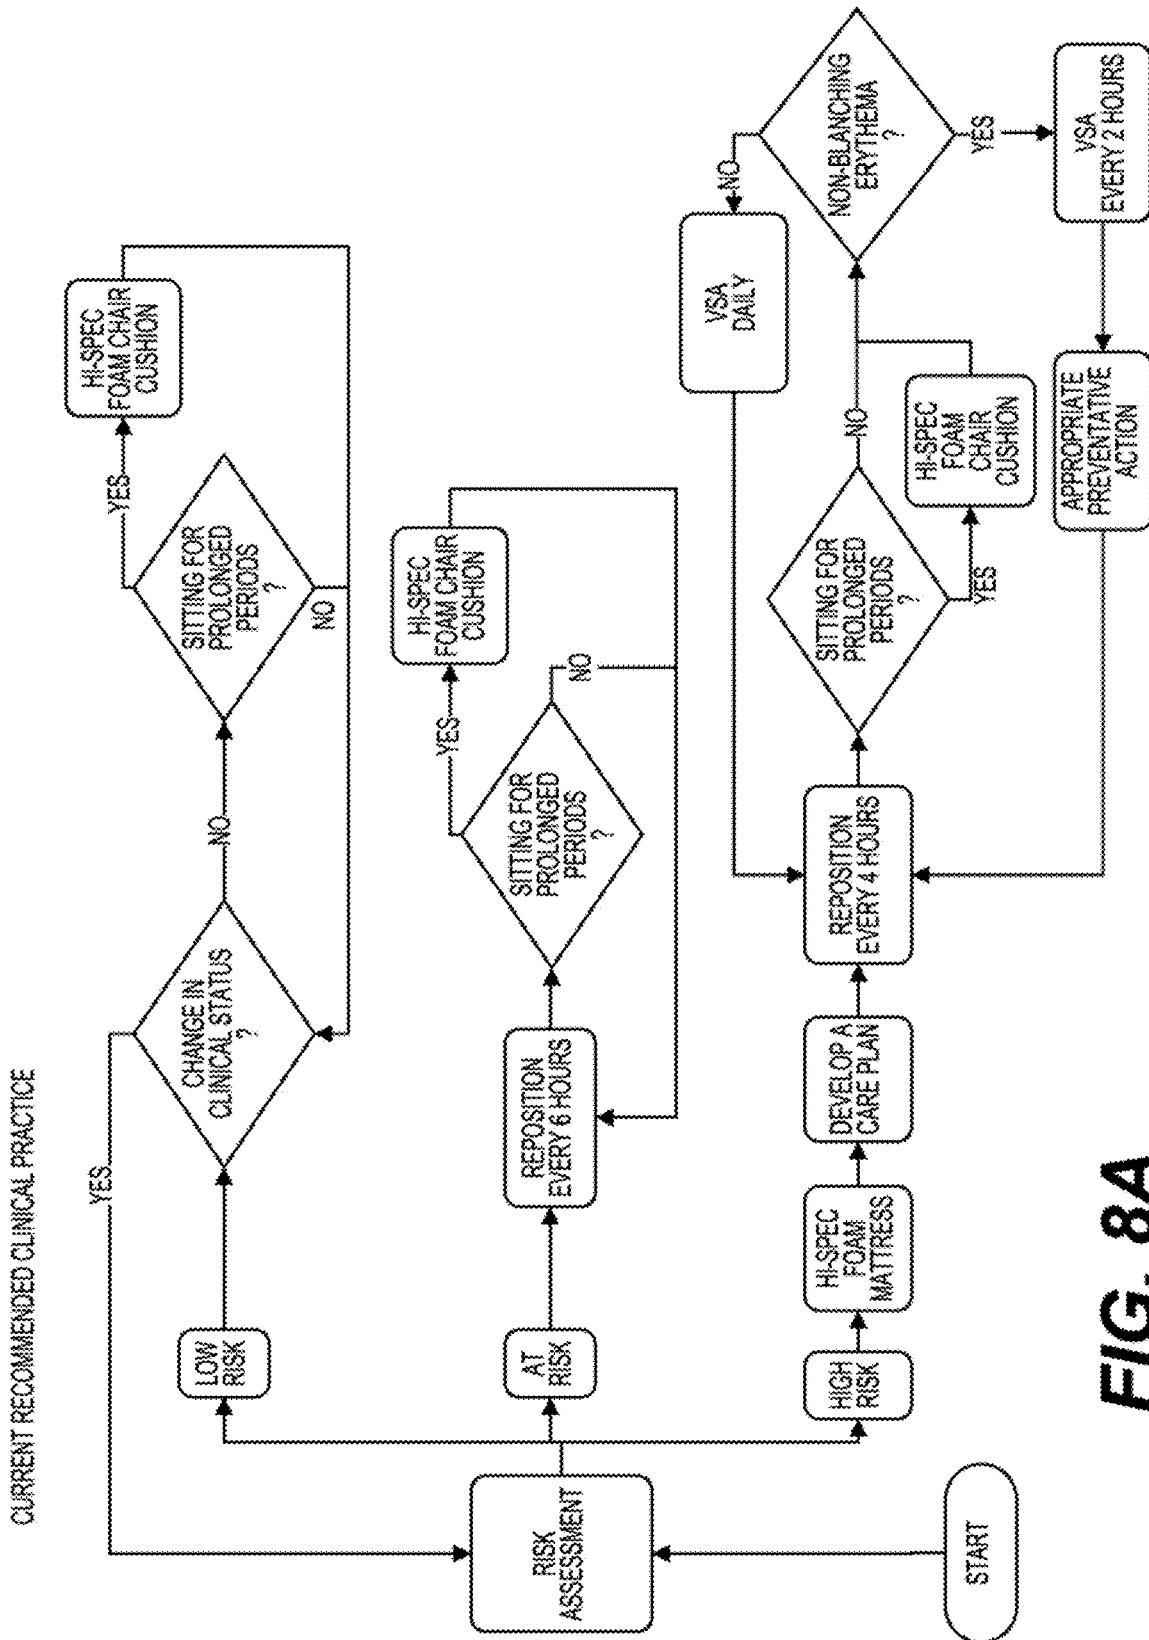 CURRENT RECOMMENDED CLINICAL PRACTICE
YES
LOW
RISK
CHANGE IN
CLINICAL STATUS
?
NO
SITTING FOR
PROLONGED
PERIODS
?
YES
NO
HI-SPEC
FOAM CHAIR
CUSHION
RISK
ASSESSMENT
AT
RISK
REPOSITION
EVERY 6 HOURS
SITTING FOR
PROLONGED
PERIODS
?
YES
NO
HI-SPEC
FOAM CHAIR
CUSHION
START
HIGH
RISK
HI-SPEC
FOAM
MATTRESS
DEVELOP A
CARE PLAN
REPOSITION
EVERY 4 HOURS
SITTING FOR
PROLONGED
PERIODS
?
NO
YES
HI-SPEC
FOAM
CHAIR
CUSHION
VSA
DAILY
NO
NON-BLANCHING
ERYTHEMA
?
YES
VSA
EVERY 2 HOURS
APPROPRIATE
PREVENTATIVE
ACTION
FIG. 8A